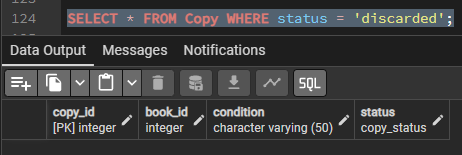 124 SELECT * FROM Copy WHERE status = 'discarded';
Data Output Messages Notifications
SQL
copy_id book_id condition status
[PK] integer integer character varying (50) copy_status